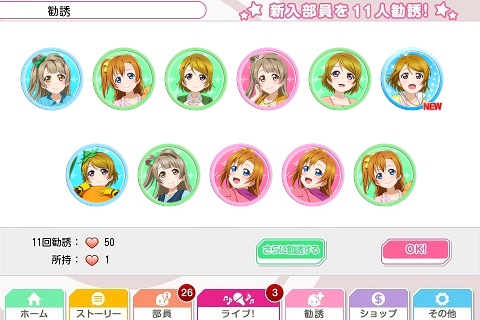 勧誘
新入部員を11人勧誘!
NEW
11回勧誘： 50
所持： 1
さらに勧誘する
OK!
26
3
ホーム
ストーリー
部員
ライブ!
勧誘
ショップ
その他